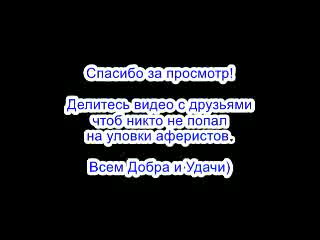 Спасибо за просмотр!
Делитесь видео с друзьями
чтоб никто не попал
на уловки аферистов.
Всем Добра и Удачи)